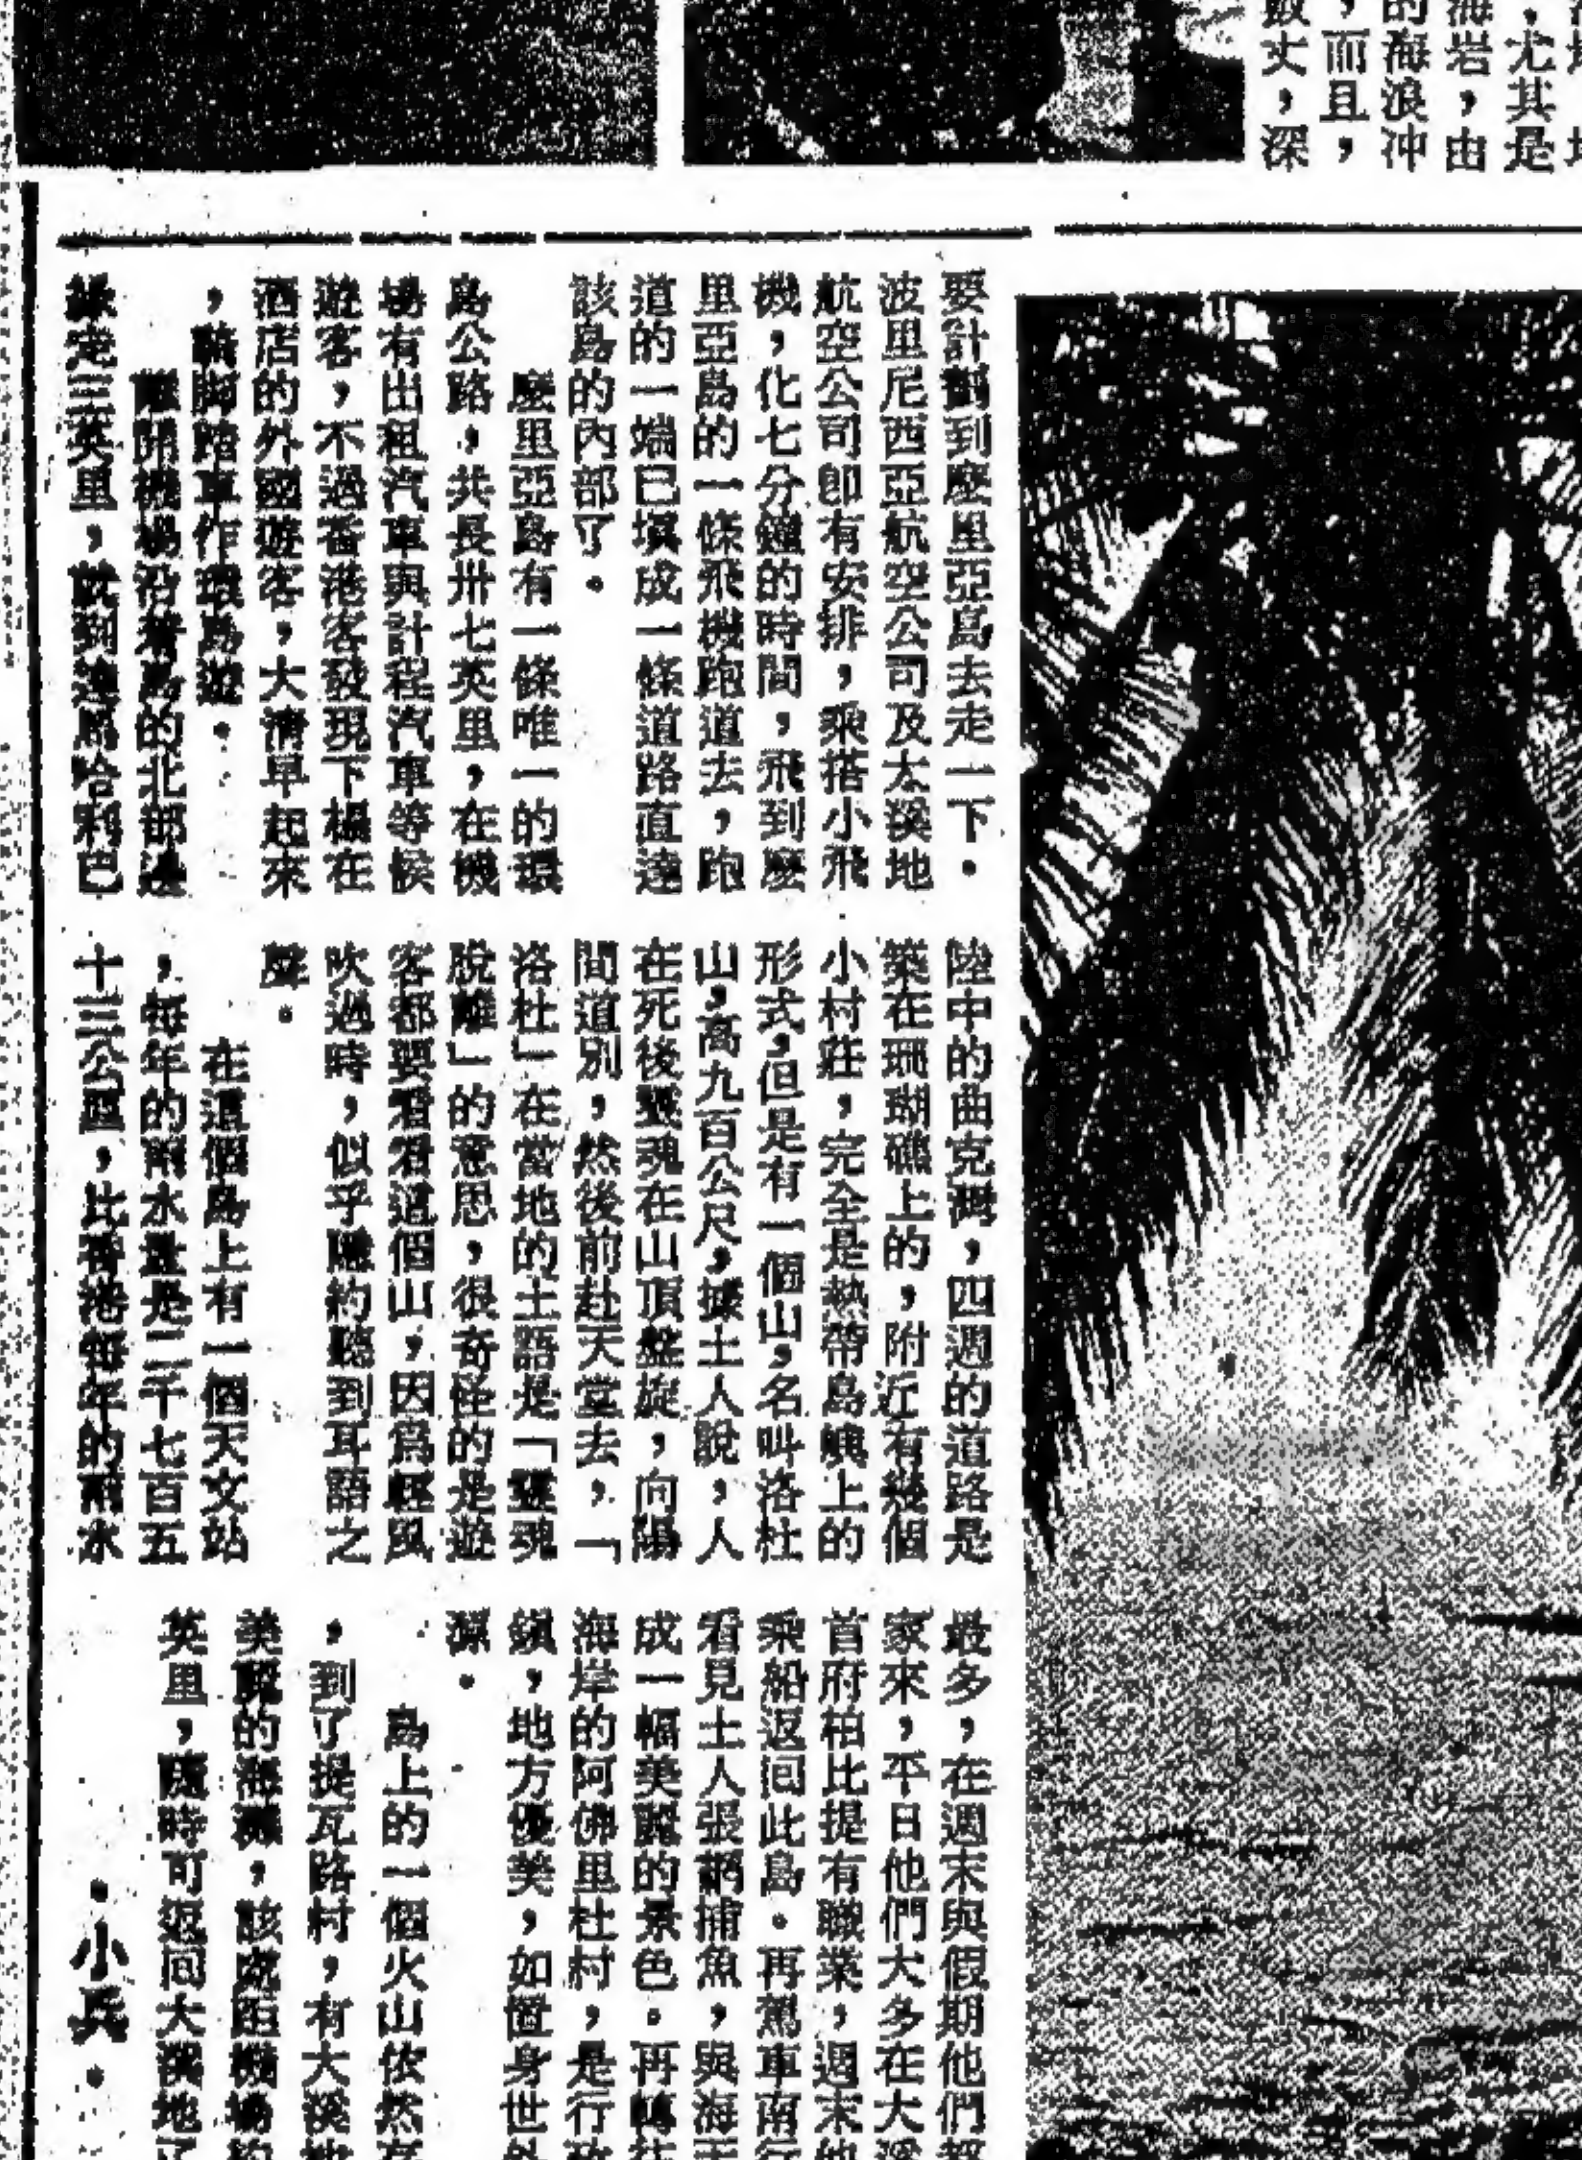 海岩，由
的海浪冲
，而且，
丈，深
要計劃到麼里亞島去走一下。
波里尼西亞航空公司及大溪地
航空公司即有安排，乘搭小飛
機，化七分鐘的時間，飛到麼
里亞島的一條飛機跑道去，跑
道的一端已填成一條道路直達
該島的內部了。
麼里亞島有一條唯一的環
島公路，共長卅七英里，在機
場有出租汽車與計程汽車等候
遊客，不過香港客發現下榻在
酒店的外國遊客，大清早起來
，騎脚踏車作環島遊。
離開機場沿着島的北部邊
緣走三英里，就到達馬哈利巴
陸中的曲克灣，四週的道路是
築在珊瑚礁上的，附近有幾個
小村莊，完全是熱帶島嶼上的
形式，但是有一個山，名叫洛杜
山，高九百公尺，據土人說，人
在死後靈魂在山頂盤旋，向陽
間道別，然後前赴天堂去，「
洛杜」在當地的土語是「靈魂
脫離」的意思，很奇怪的是遊
客都要看看這個山，因爲輕風
吹過時，似乎隱約聽到耳語之
聲。
在這個島上有一個天文站
，每年的雨水量是二千七百五
十三公厘，比香港每年的雨水
最多，在週末與假期他們都
家來，平日他們大多在大溪
首府柏比提有職業，週末他
乘船返回此島。再駕車南行
看見土人張網捕魚，與海天
成一幅美麗的景色。再轉往
海岸的阿佛里杜村，是行政
鎮，地方優美，如置身世外
源。
島上的一個火山依然存
，到了提瓦路村，有大溪地
美麗的海灘，該處距機場約
英里，隨時可返回大溪地了
・小兵・